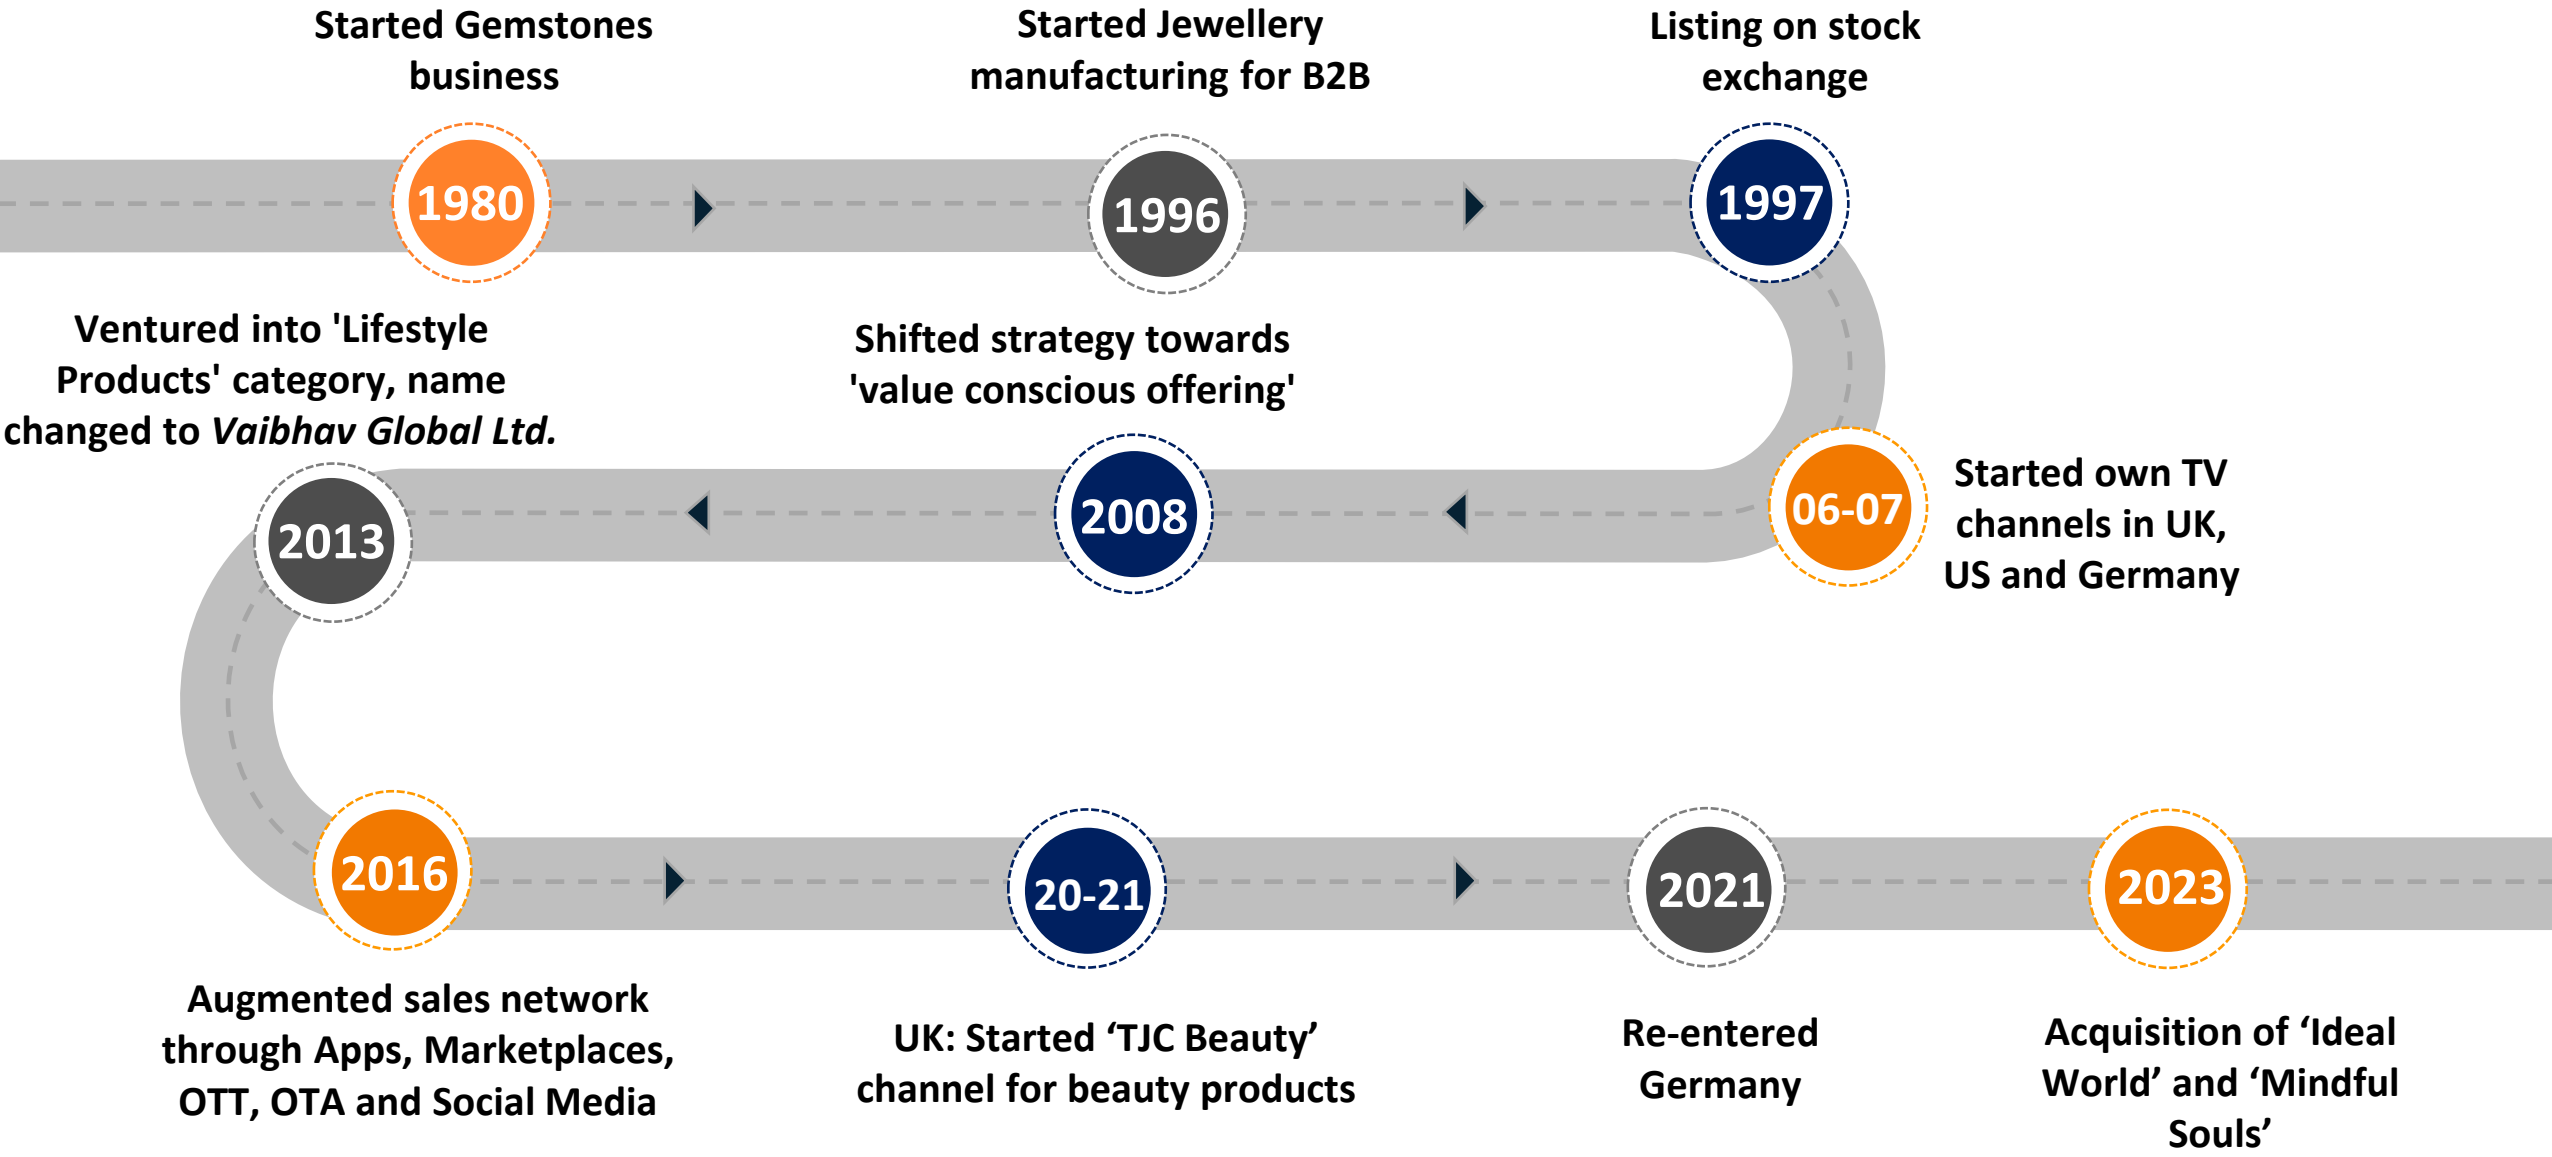 Started Gemstones
business
1980
Started Jewellery
manufacturing for B2B
1996
Listing on stock
exchange
1997
Started own TV
channels in UK,
US and Germany
06-07
Shifted strategy towards
'value conscious offering'
2008
Ventured into 'Lifestyle
Products' category, name
changed to Vaibhav Global Ltd.
2013
2016
Augmented sales network
through Apps, Marketplaces,
OTT, OTA and Social Media
20-21
UK: Started ‘TJC Beauty’
channel for beauty products
2021
Re-entered
Germany
2023
Acquisition of ‘Ideal
World’ and ‘Mindful
Souls’